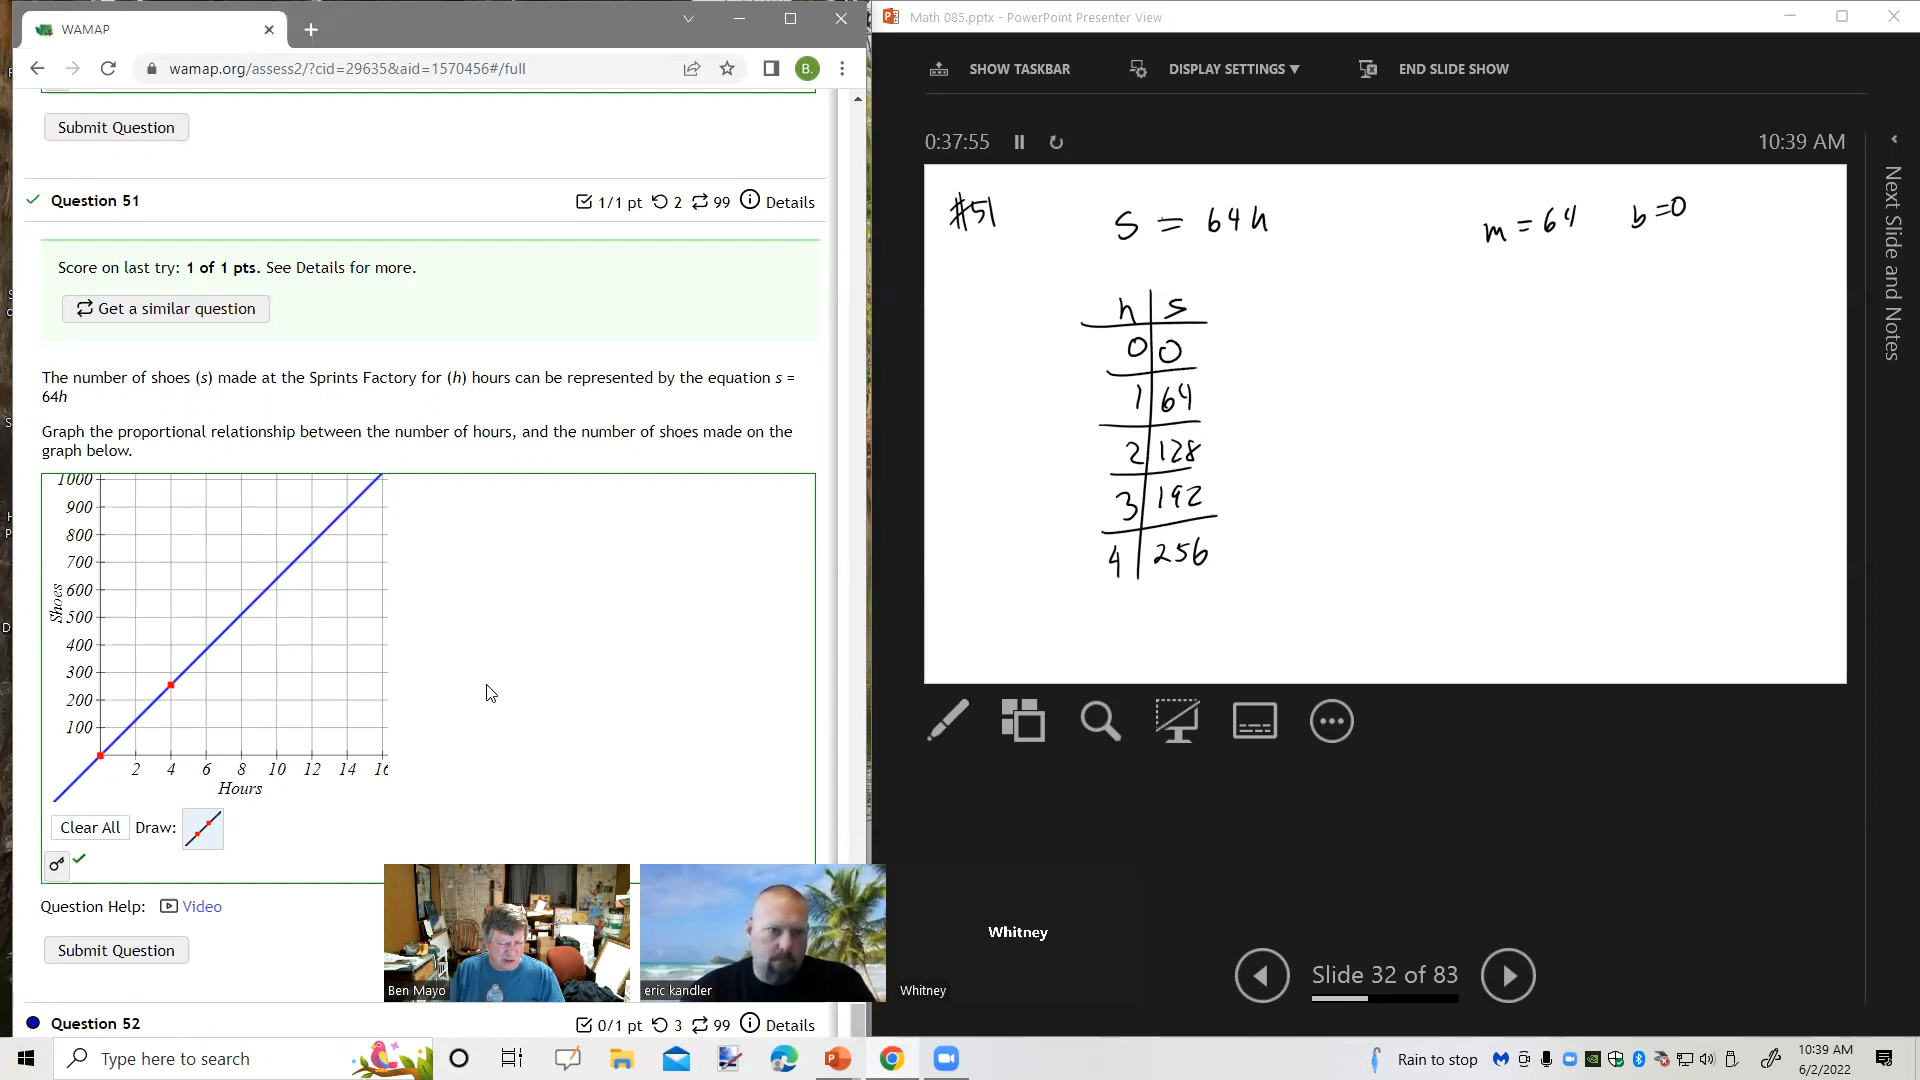 WAMAP
wamap.org/assess2/?cid=29635&aid=1570456#/full
B.
Submit Question
Question 51
1/1 pt 2 99 Details
Score on last try: 1 of 1 pts. See Details for more.
Get a similar question
The number of shoes (s) made at the Sprints Factory for (h) hours can be represented by the equation s =
64h
Graph the proportional relationship between the number of hours, and the number of shoes made on the
graph below.
1000
900
800
700
600
500
400
300
200
100
Shoes
2 4 6 8 10 12 14 16
Hours
Clear All Draw:
Question Help: Video
Submit Question
Question 52
0/1 pt 3 99 Details
Math 085.pptx - PowerPoint Presenter View
SHOW TASKBAR DISPLAY SETTINGS END SLIDE SHOW
0:37:55 10:39 AM
Next Slide and Notes
#51 S = 64h m = 64 b=0
h s
0 0
1 64
2 128
3 192
4 256
Slide 32 of 83
Ben Mayo
eric kandler
Whitney
Whitney
Type here to search
Rain to stop
10:39 AM
6/2/2022